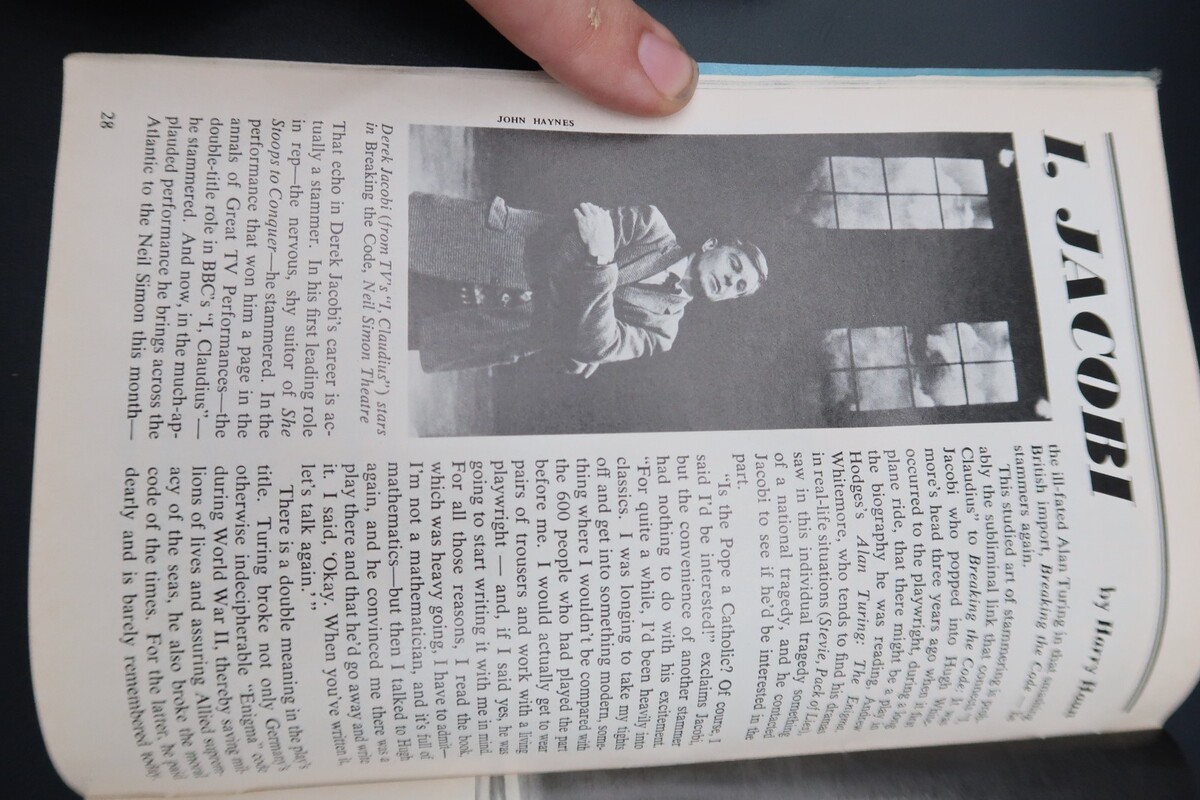 I, JACOBI
by Harry Haun
JOHN HAYNES
Derek Jacobi (from TV's "I, Claudius") stars
in Breaking the Code, Neil Simon Theatre
That echo in Derek Jacobi's career is ac-
tually a stammer. In his first leading role
in rep—the nervous, shy suitor of She
Stoops to Conquer—he stammered. In the
performance that won him a page in the
annals of Great TV Performances—the
double-title role in BBC's "I, Claudius"—
he stammered. And now, in the much-ap-
plauded performance he brings across the
Atlantic to the Neil Simon this month—
28
the ill-fated Alan Turing in that stunning
British import, Breaking the Code — he
stammers again.
This studied art of stammering is prob-
ably the subliminal link that connects "I,
Claudius" to Breaking the Code: It was
Jacobi who popped into Hugh White-
more's head three years ago when it first
occurred to the playwright, during a long
plane ride, that there might be a play in
the biography he was reading, Andrew
Hodges's Alan Turing: The Enigma.
Whitemore, who tends to find his dramas
in real-life situations (Stevie, Pack of Lies),
saw in this individual tragedy something
of a national tragedy, and he contacted
Jacobi to see if he'd be interested in the
part.
"Is the Pope a Catholic? Of course, I
said I'd be interested!" exclaims Jacobi,
but the convenience of another stammer
had nothing to do with his excitement.
"For quite a while, I'd been heavily into
classics. I was longing to take my tights
off and get into something modern, some-
thing where I wouldn't be compared with
the 600 people who had played the part
before me. I would actually get to wear
pairs of trousers and work with a living
playwright — and, if I said yes, he was
going to start writing it with me in mind.
For all those reasons, I read the book,
which was heavy going, I have to admit—
I'm not a mathematician, and it's full of
mathematics—but then I talked to Hugh
again, and he convinced me there was a
play there and that he'd go away and write
it. I said, 'Okay. When you've written it,
let's talk again.' "
There is a double meaning in the play's
title. Turing broke not only Germany's
otherwise indecipherable "Enigma" code
during World War II, thereby saving mil-
lions of lives and assuring Allied suprem-
acy of the seas, he also broke the moral
code of the times. For the latter, he paid
dearly and is barely remembered today.